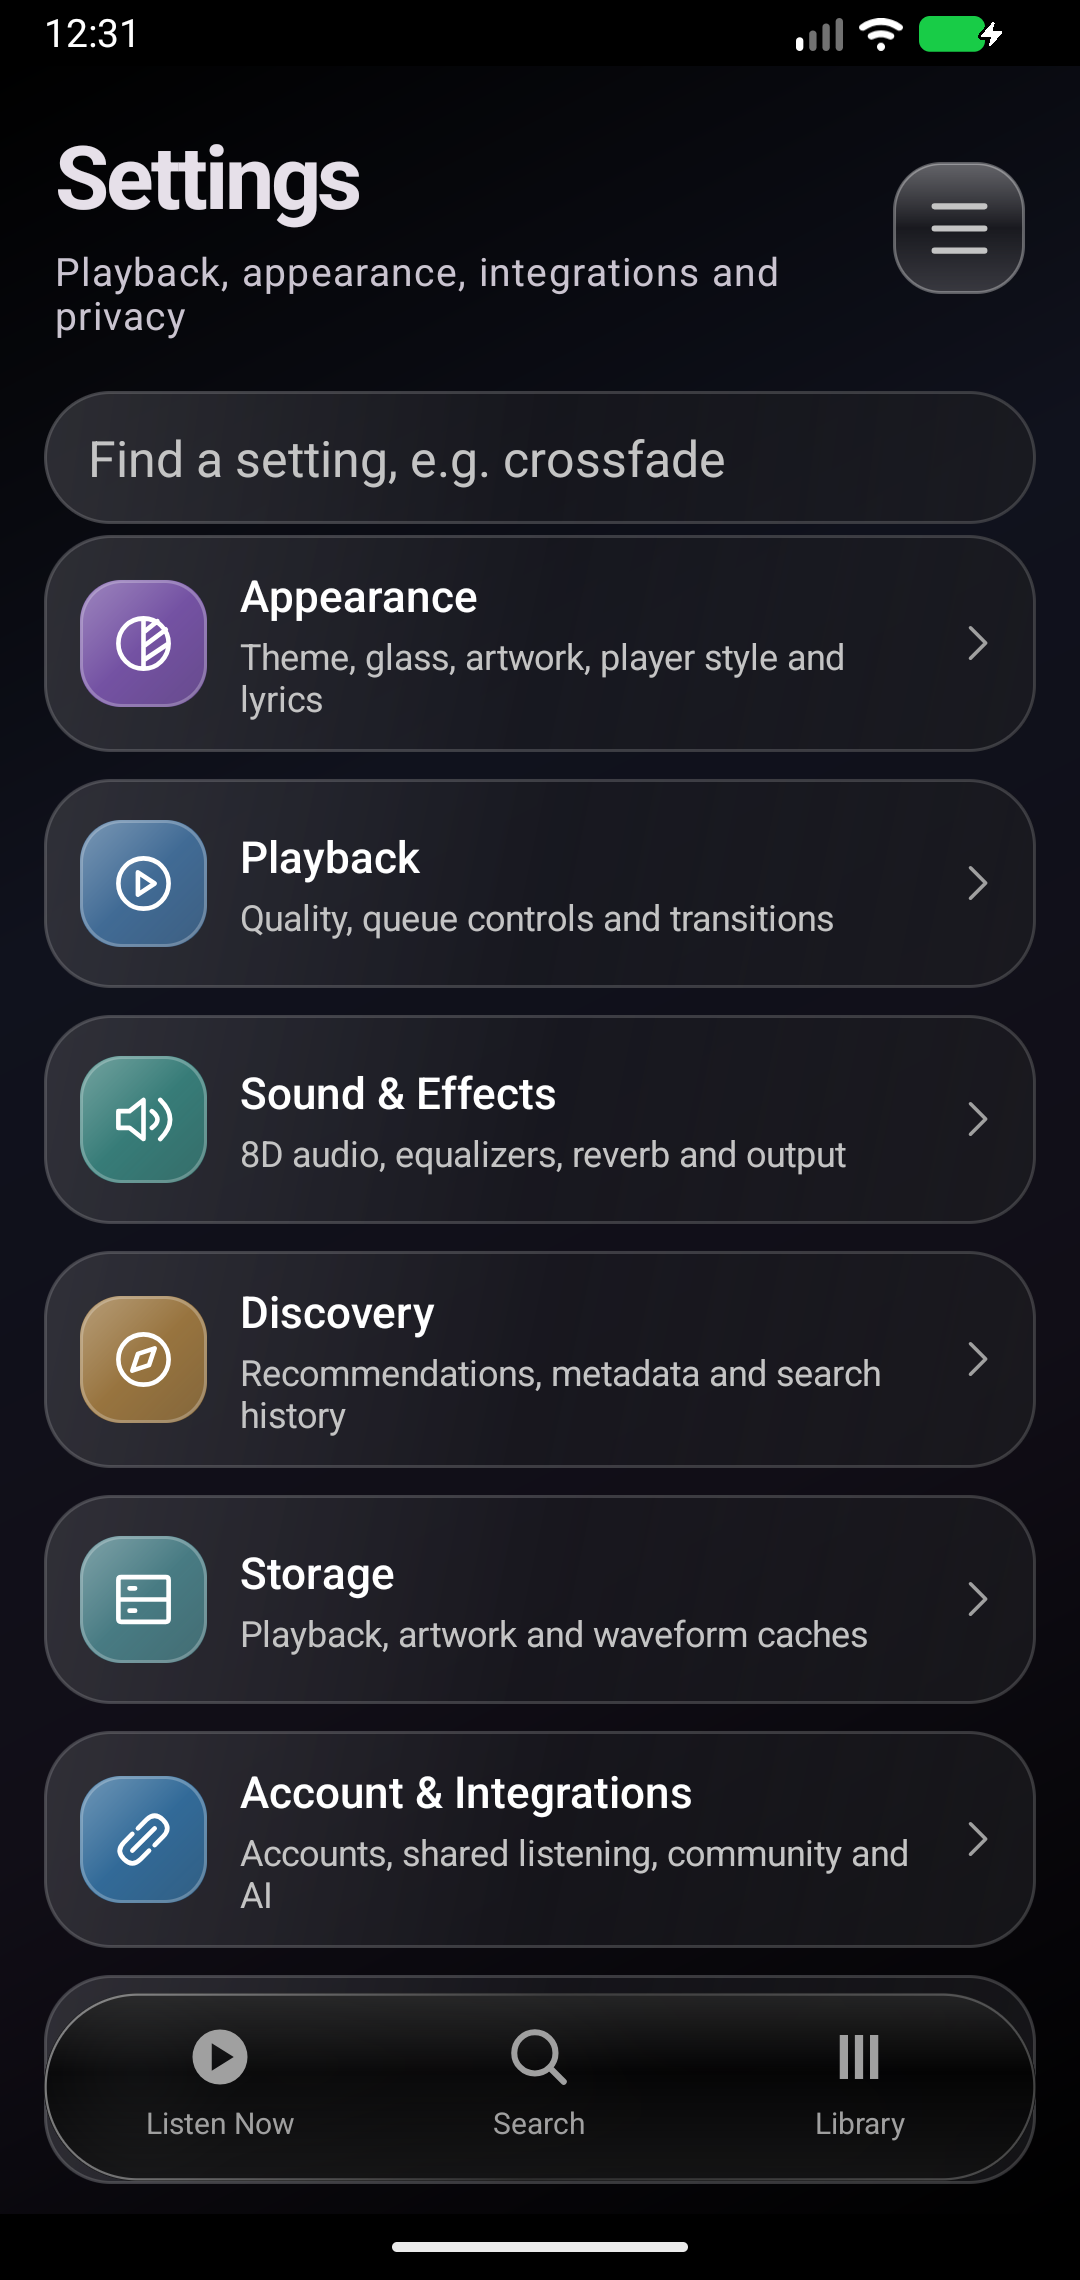 12:31
Settings
Playback, appearance, integrations and
privacy
Find a setting, e.g. crossfade
Appearance
Theme, glass, artwork, player style and
lyrics
Playback
Quality, queue controls and transitions
Sound & Effects
8D audio, equalizers, reverb and output
Discovery
Recommendations, metadata and search
history
Storage
Playback, artwork and waveform caches
Account & Integrations
Accounts, shared listening, community and
AI
Listen Now
Search
Library